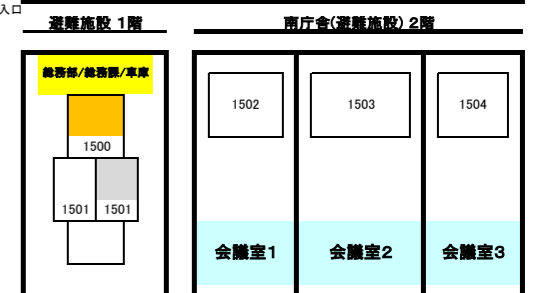 入口
避難施設 1階
南庁舎(避難施設) 2階
総務部/総務課/車庫
1502
1503
1504
1500
1501
1501
会議室1
会議室2
会議室3